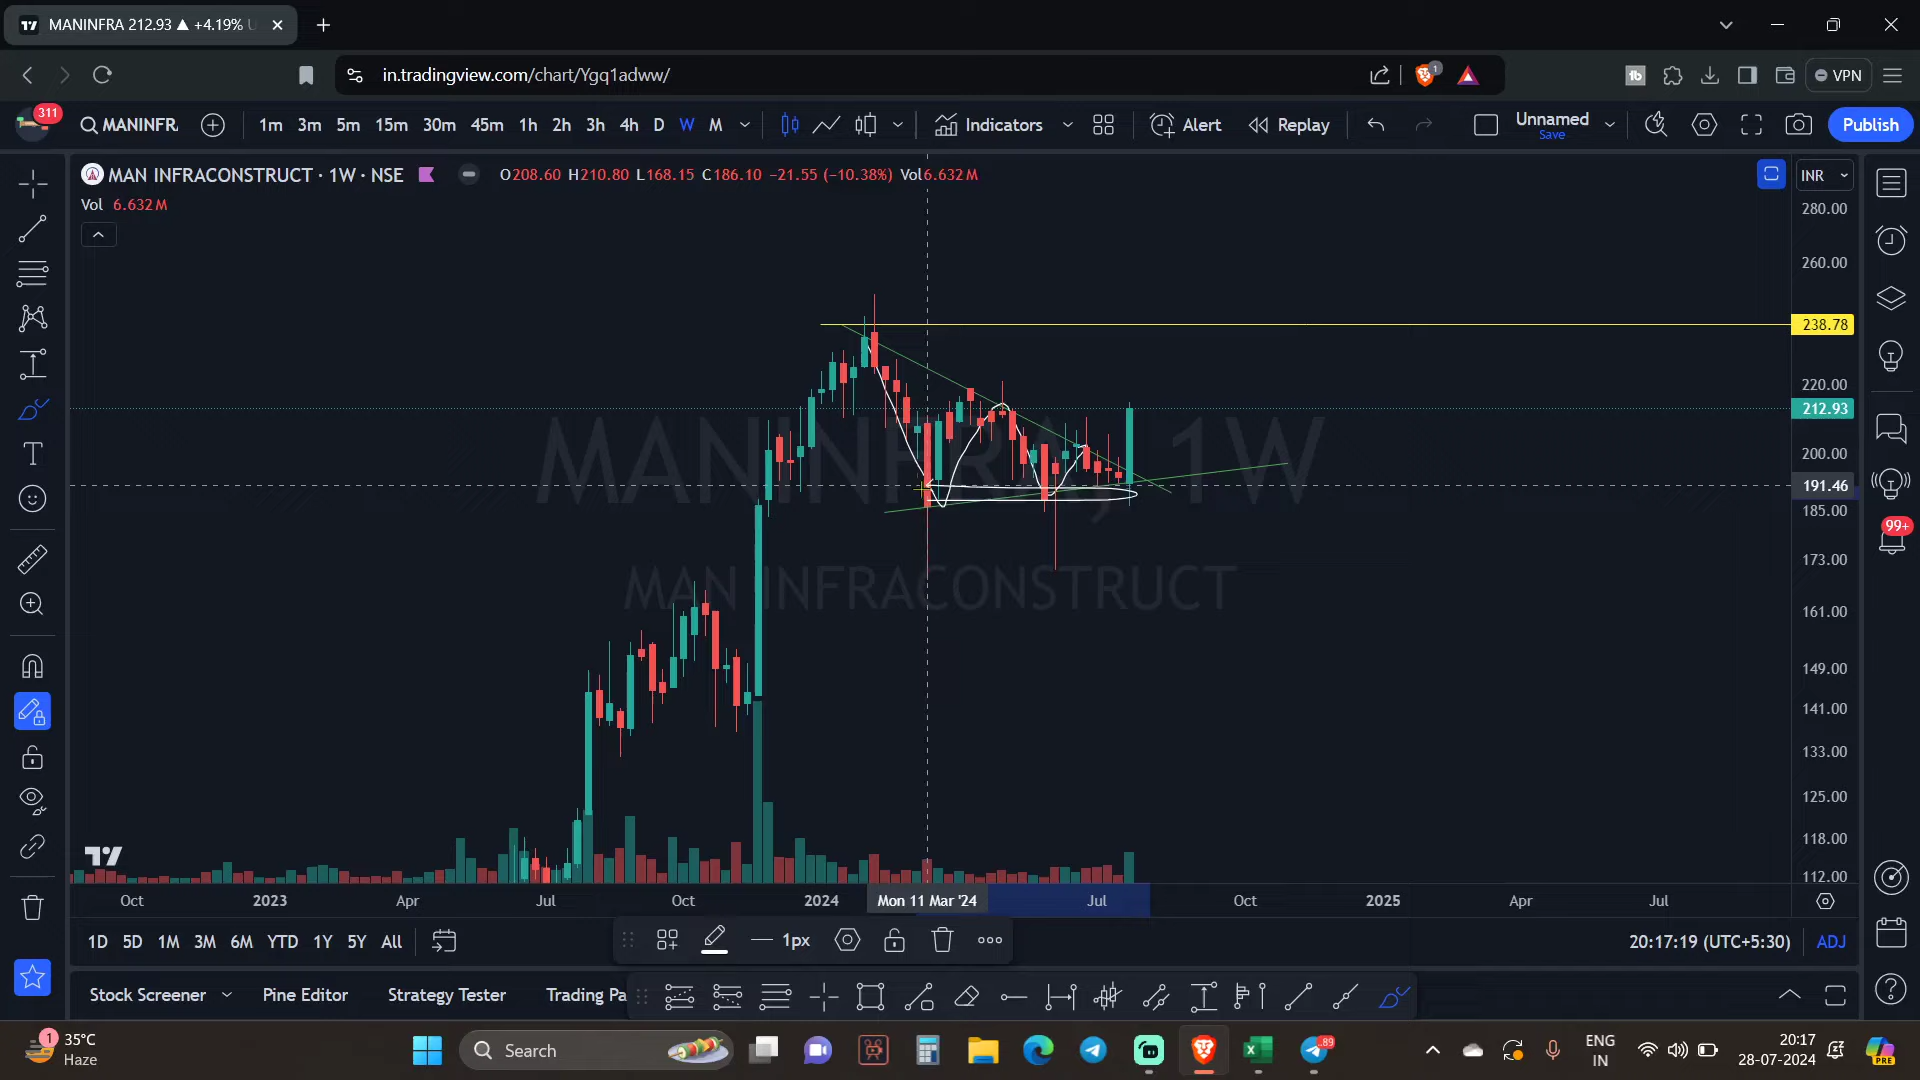 MANINFRA 212.93 ▲ +4.19%
in.tradingview.com/chart/Ygq1adww/
1
VPN
311
MANINFR
1m 3m 5m 15m 30m 45m 1h 2h 3h 4h D W M
Indicators
Alert
Replay
Unnamed
Save
Publish
MAN INFRACONSTRUCT · 1W · NSE
O208.60 H210.80 L168.15 C186.10 −21.55 (−10.38%) Vol6.632M
INR
Vol 6.632M
280.00
260.00
238.78
220.00
212.93
200.00
191.46
185.00
173.00
161.00
149.00
141.00
133.00
125.00
118.00
112.00
99+
MANINFRA, 1W
MAN INFRACONSTRUCT
Oct 2023 Apr Jul Oct 2024 Mon 11 Mar '24 Jul Oct 2025 Apr Jul
1D 5D 1M 3M 6M YTD 1Y 5Y All
1px
20:17:19 (UTC+5:30) ADJ
Stock Screener Pine Editor Strategy Tester Trading Pa
1
35°C
Haze
Search
89
ENG
IN
20:17
28-07-2024
PRE